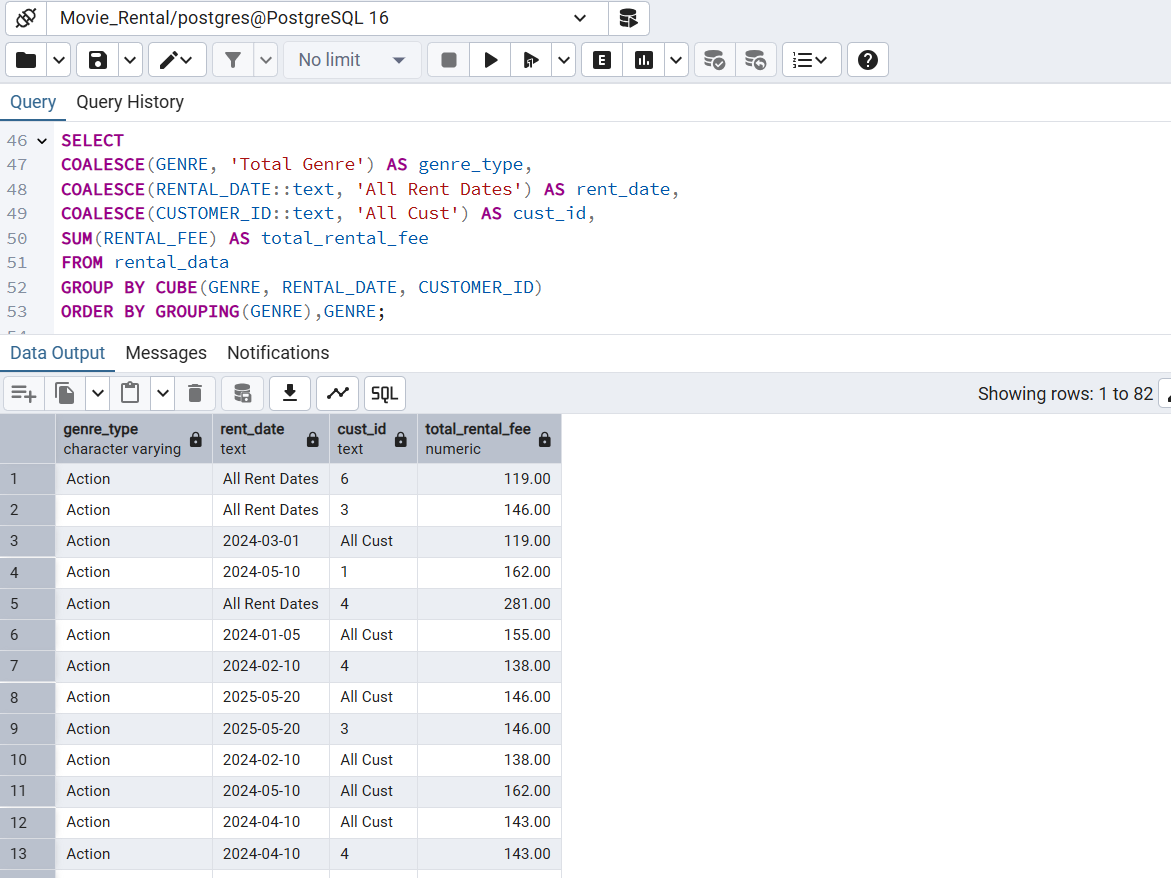 Movie_Rental/postgres@PostgreSQL 16
No limit
E
Query Query History
46 SELECT
47 COALESCE(GENRE, 'Total Genre') AS genre_type,
48 COALESCE(RENTAL_DATE::text, 'All Rent Dates') AS rent_date,
49 COALESCE(CUSTOMER_ID::text, 'All Cust') AS cust_id,
50 SUM(RENTAL_FEE) AS total_rental_fee
51 FROM rental_data
52 GROUP BY CUBE(GENRE, RENTAL_DATE, CUSTOMER_ID)
53 ORDER BY GROUPING(GENRE),GENRE;
Data Output Messages Notifications
SQL Showing rows: 1 to 82
genre_type rent_date cust_id total_rental_fee
character varying text text numeric
1 Action All Rent Dates 6 119.00
2 Action All Rent Dates 3 146.00
3 Action 2024-03-01 All Cust 119.00
4 Action 2024-05-10 1 162.00
5 Action All Rent Dates 4 281.00
6 Action 2024-01-05 All Cust 155.00
7 Action 2024-02-10 4 138.00
8 Action 2025-05-20 All Cust 146.00
9 Action 2025-05-20 3 146.00
10 Action 2024-02-10 All Cust 138.00
11 Action 2024-05-10 All Cust 162.00
12 Action 2024-04-10 All Cust 143.00
13 Action 2024-04-10 4 143.00